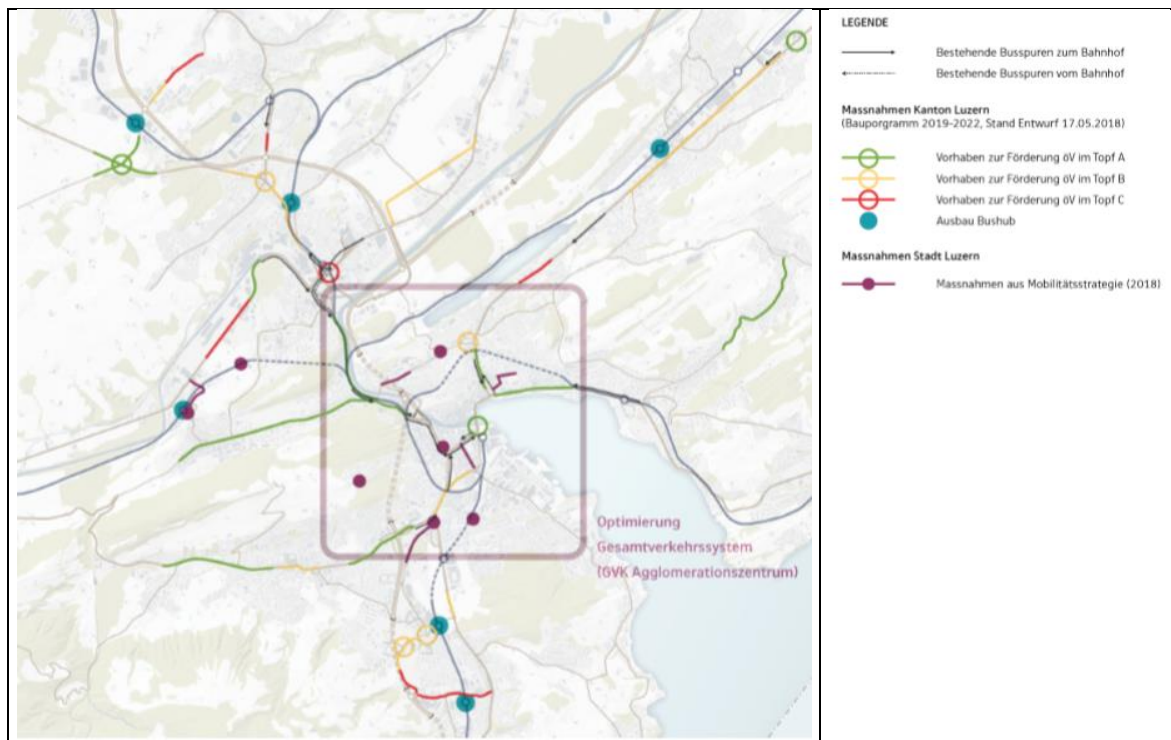 LEGENDE
Bestehende Busspuren zum Bahnhof
Bestehende Busspuren vom Bahnhof
Massnahmen Kanton Luzern
(Bauporgramm 2019-2022, Stand Entwurf 17.05.2018)
Vorhaben zur Förderung öV im Topf A
Vorhaben zur Förderung öV im Topf B
Vorhaben zur Förderung öV im Topf C
Ausbau Bushub
Massnahmen Stadt Luzern
Massnahmen aus Mobilitätsstrategie (2018)
Optimierung
Gesamtverkehrssystem
(GVK Agglomerationszentrum)